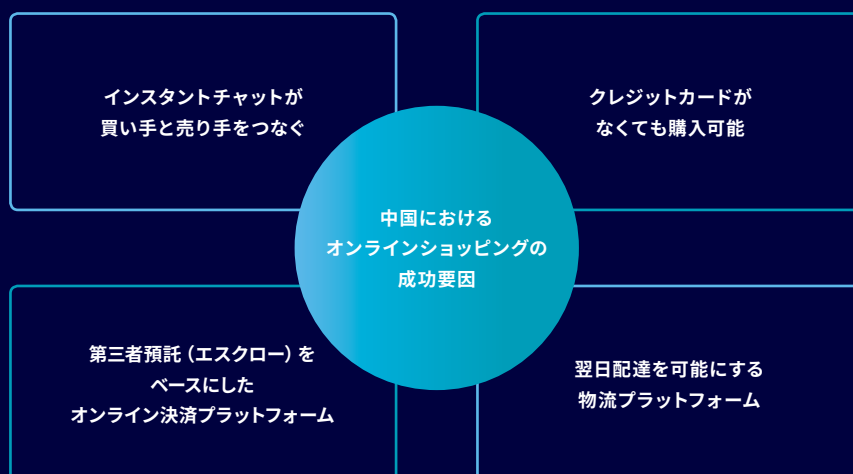 インスタントチャットが
買い手と売り手をつなぐ
クレジットカードが
なくても購入可能
中国における
オンラインショッピングの
成功要因
第三者預託（エスクロー）を
ベースにした
オンライン決済プラットフォーム
翌日配達を可能にする
物流プラットフォーム